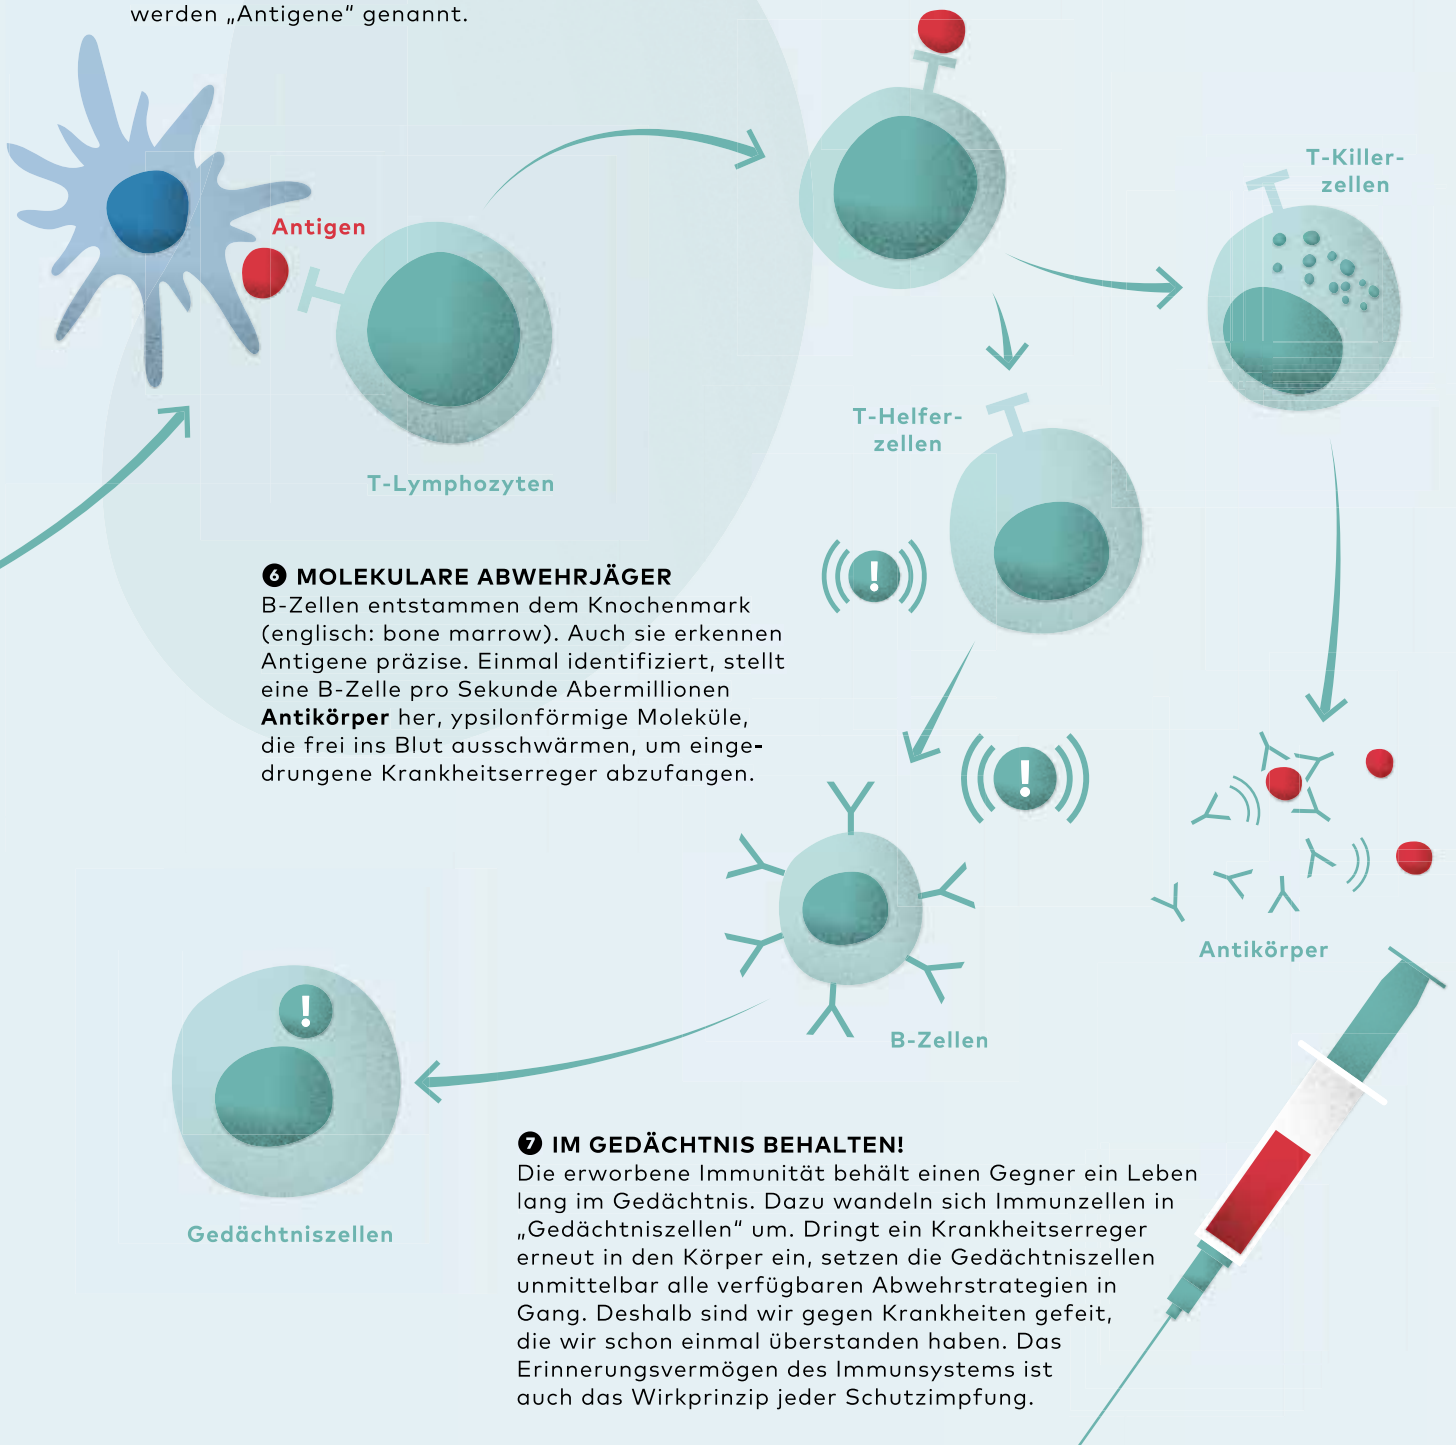 werden „Antigene“ genannt.
Antigen
T-Lymphozyten
T-Killer-
zellen
T-Helfer-
zellen
!
6 MOLEKULARE ABWEHRJÄGER
B-Zellen entstammen dem Knochenmark
(englisch: bone marrow). Auch sie erkennen
Antigene präzise. Einmal identifiziert, stellt
eine B-Zelle pro Sekunde Abermillionen
Antikörper her, ypsilonförmige Moleküle,
die frei ins Blut ausschwärmen, um einge-
drungene Krankheitserreger abzufangen.
!
Antikörper
B-Zellen
!
Gedächtniszellen
7 IM GEDÄCHTNIS BEHALTEN!
Die erworbene Immunität behält einen Gegner ein Leben
lang im Gedächtnis. Dazu wandeln sich Immunzellen in
„Gedächtniszellen“ um. Dringt ein Krankheitserreger
erneut in den Körper ein, setzen die Gedächtniszellen
unmittelbar alle verfügbaren Abwehrstrategien in
Gang. Deshalb sind wir gegen Krankheiten gefeit,
die wir schon einmal überstanden haben. Das
Erinnerungsvermögen des Immunsystems ist
auch das Wirkprinzip jeder Schutzimpfung.